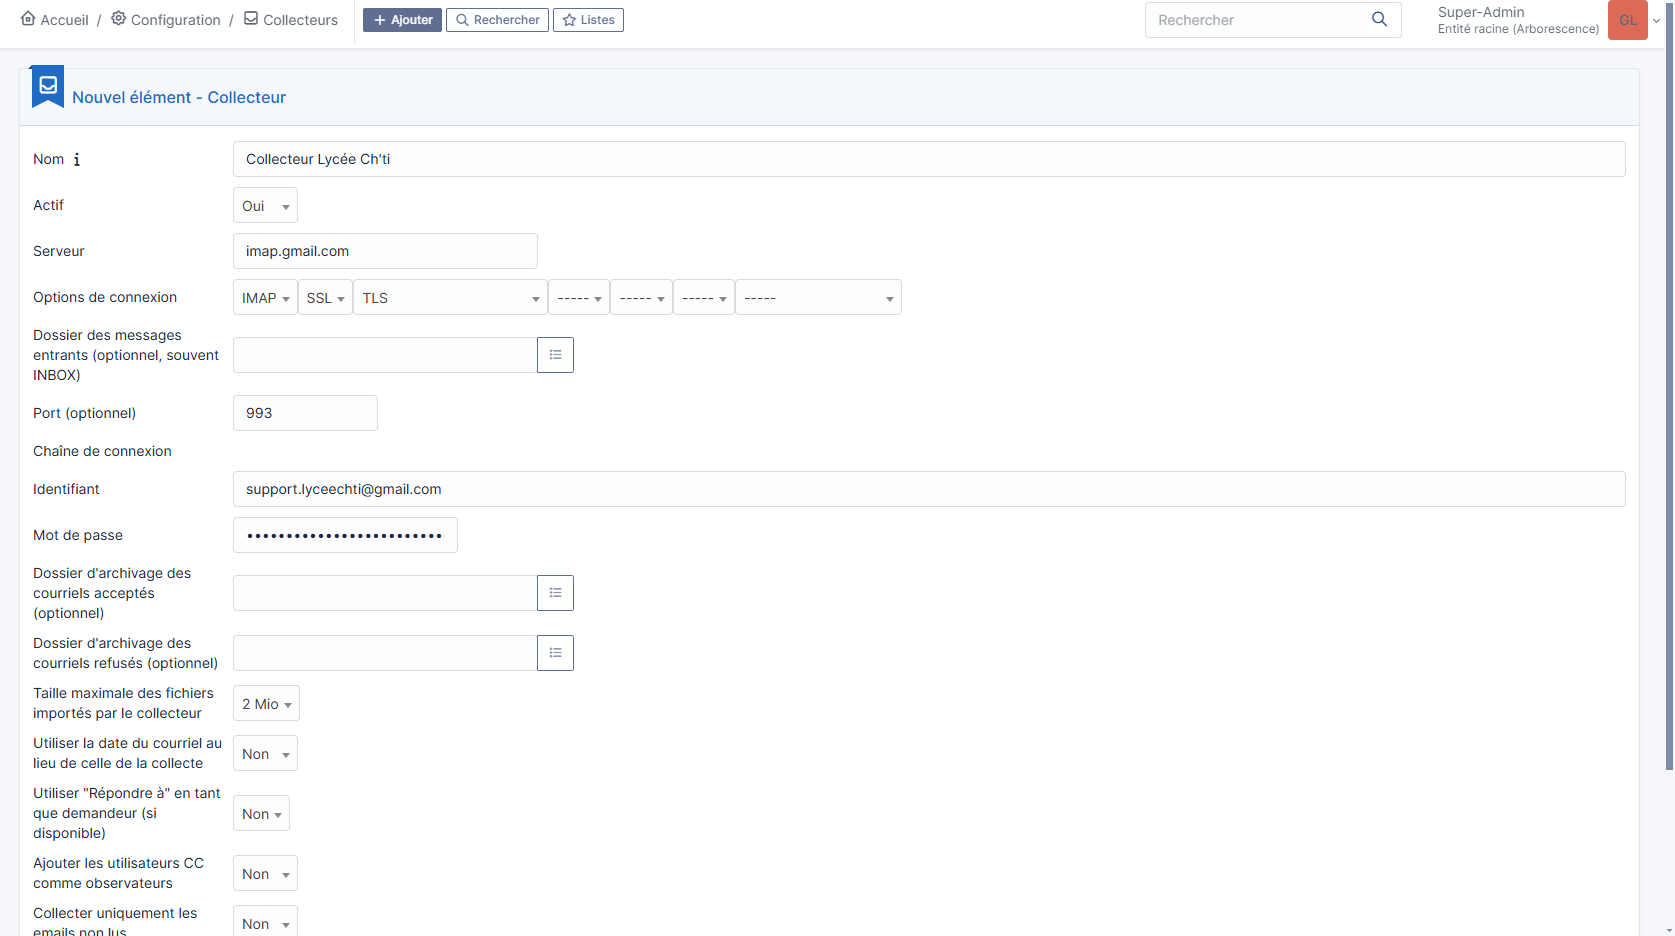 Accueil / Configuration / Collecteurs
+ Ajouter Rechercher Listes
Rechercher
Super-Admin
Entité racine (Arborescence)
GL
Nouvel élément - Collecteur
Nom i
Collecteur Lycée Ch'ti
Actif
Oui
Serveur
imap.gmail.com
Options de connexion
IMAP SSL TLS ----- ----- ----- -----
Dossier des messages
entrants (optionnel, souvent
INBOX)
Port (optionnel)
993
Chaîne de connexion
Identifiant
support.lyceechti@gmail.com
Mot de passe
•••••••••••••••••••••••••
Dossier d'archivage des
courriels acceptés
(optionnel)
Dossier d'archivage des
courriels refusés (optionnel)
Taille maximale des fichiers
importés par le collecteur
2 Mio
Utiliser la date du courriel au
lieu de celle de la collecte
Non
Utiliser "Répondre à" en tant
que demandeur (si
disponible)
Non
Ajouter les utilisateurs CC
comme observateurs
Non
Collecter uniquement les
emails non lus
Non